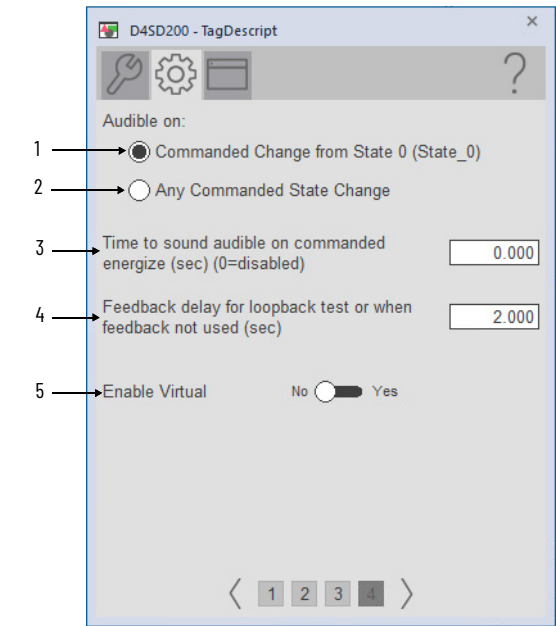 D4SD200 - TagDescript
×
?
Audible on:
1 Commanded Change from State 0 (State_0)
2 Any Commanded State Change
3 Time to sound audible on commanded
energize (sec) (0=disabled) 0.000
4 Feedback delay for loopback test or when
feedback not used (sec) 2.000
5 Enable Virtual No Yes
1 2 3 4